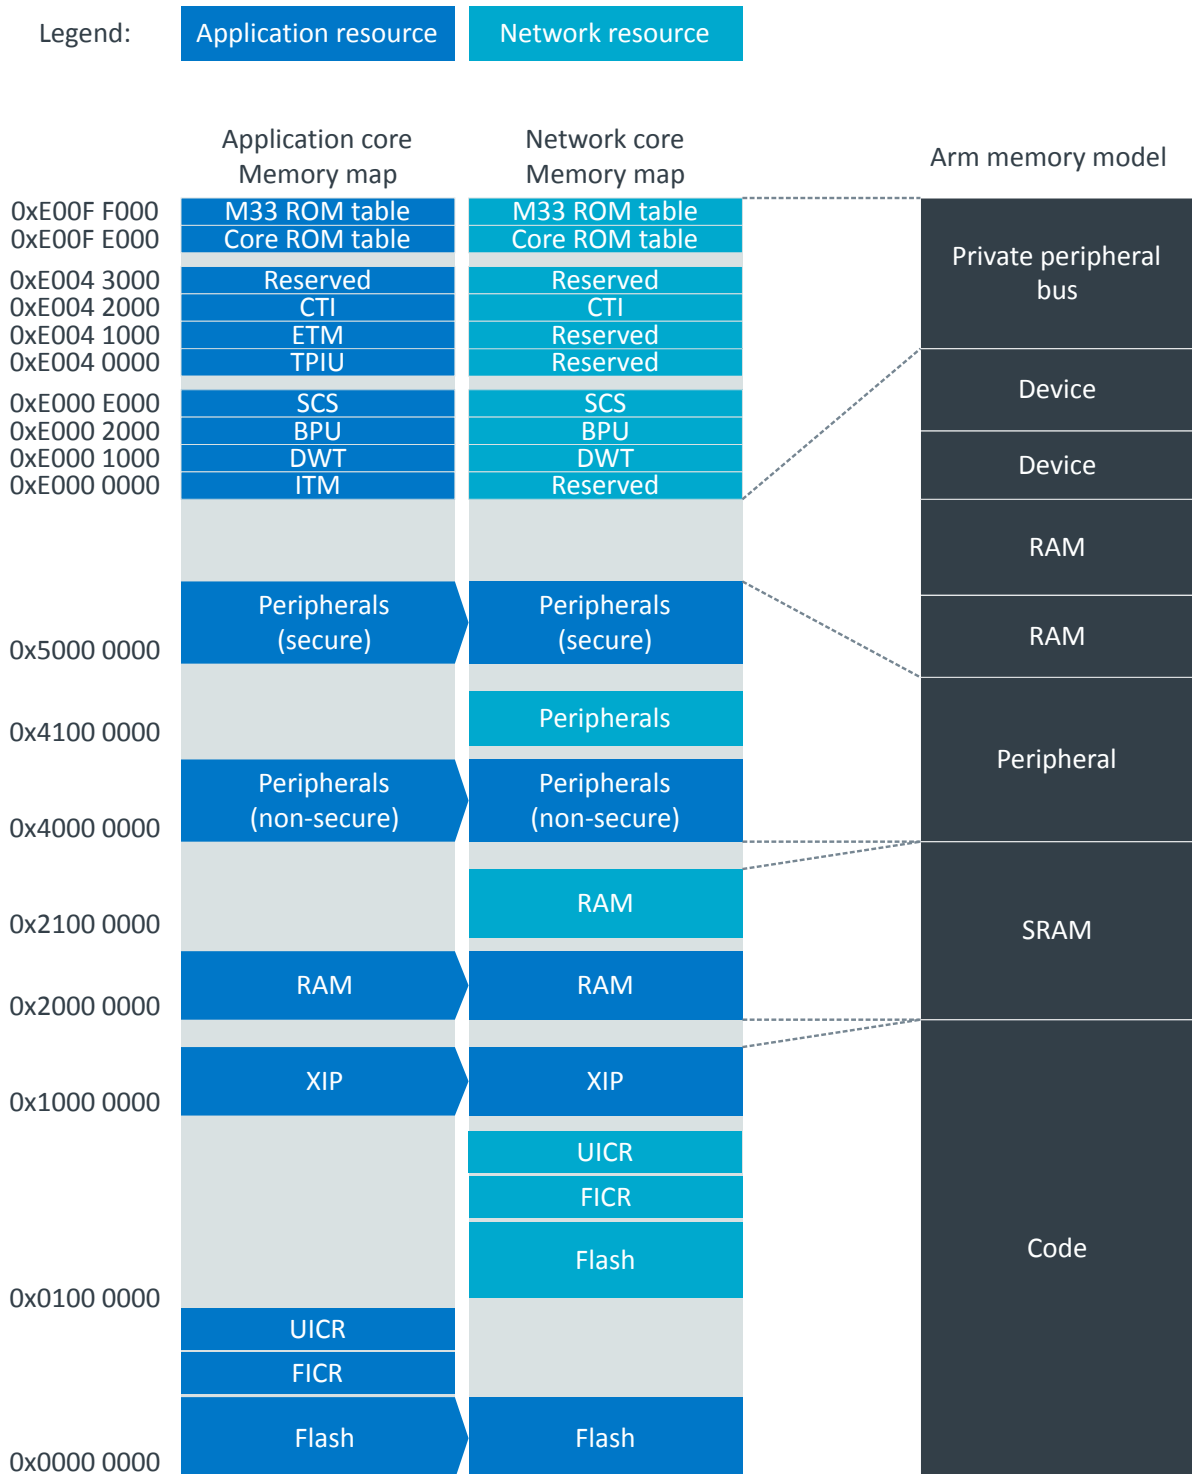 Legend: Application resource Network resource
Application core Memory map
Network core Memory map
Arm memory model
0xE00F F000 M33 ROM table M33 ROM table
0xE00F E000 Core ROM table Core ROM table
Private peripheral bus
0xE004 3000 Reserved Reserved
0xE004 2000 CTI CTI
0xE004 1000 ETM Reserved
0xE004 0000 TPIU Reserved
Device
0xE000 E000 SCS SCS
0xE000 2000 BPU BPU
0xE000 1000 DWT DWT
Device
0xE000 0000 ITM Reserved
RAM
Peripherals (secure) Peripherals (secure)
RAM
0x5000 0000
Peripherals
0x4100 0000
Peripheral
Peripherals (non-secure) Peripherals (non-secure)
0x4000 0000
RAM
0x2100 0000
SRAM
RAM RAM
0x2000 0000
XIP XIP
0x1000 0000
UICR
FICR
Code
Flash
0x0100 0000
UICR
FICR
Flash Flash
0x0000 0000